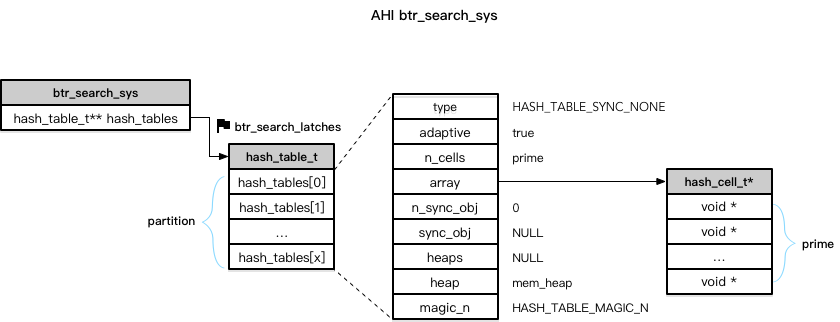 AHI btr_search_sys
btr_search_sys
hash_table_t** hash_tables
btr_search_latches
hash_table_t
hash_tables[0]
hash_tables[1]
...
hash_tables[x]
partition
type HASH_TABLE_SYNC_NONE
adaptive true
n_cells prime
array
n_sync_obj 0
sync_obj NULL
heaps NULL
heap mem_heap
magic_n HASH_TABLE_MAGIC_N
hash_cell_t*
void *
void *
...
void *
prime